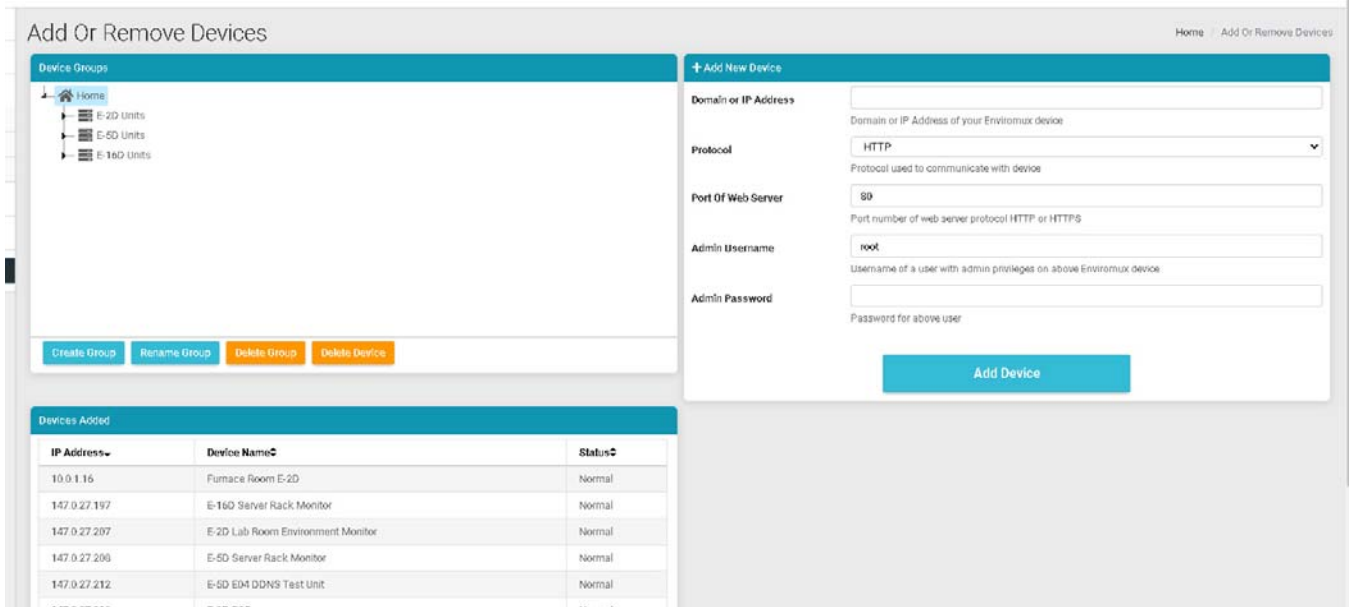 Add Or Remove Devices
Home / Add Or Remove Devices
Device Groups
Home
E-2D Units
E-5D Units
E-16D Units
Create Group Rename Group Delete Group Delete Device
+ Add New Device
Domain or IP Address
Domain or IP Address of your Enviromux device
Protocol HTTP
Protocol used to communicate with device
Port Of Web Server 80
Port number of web server protocol HTTP or HTTPS
Admin Username root
Username of a user with admin privileges on above Enviromux device
Admin Password
Password for above user
Add Device
Devices Added
IP Address Device Name Status
10.0.1.16 Furnace Room E-2D Normal
147.0.27.197 E-16D Server Rack Monitor Normal
147.0.27.207 E-2D Lab Room Environment Monitor Normal
147.0.27.208 E-5D Server Rack Monitor Normal
147.0.27.212 E-5D E04 DDNS Test Unit Normal